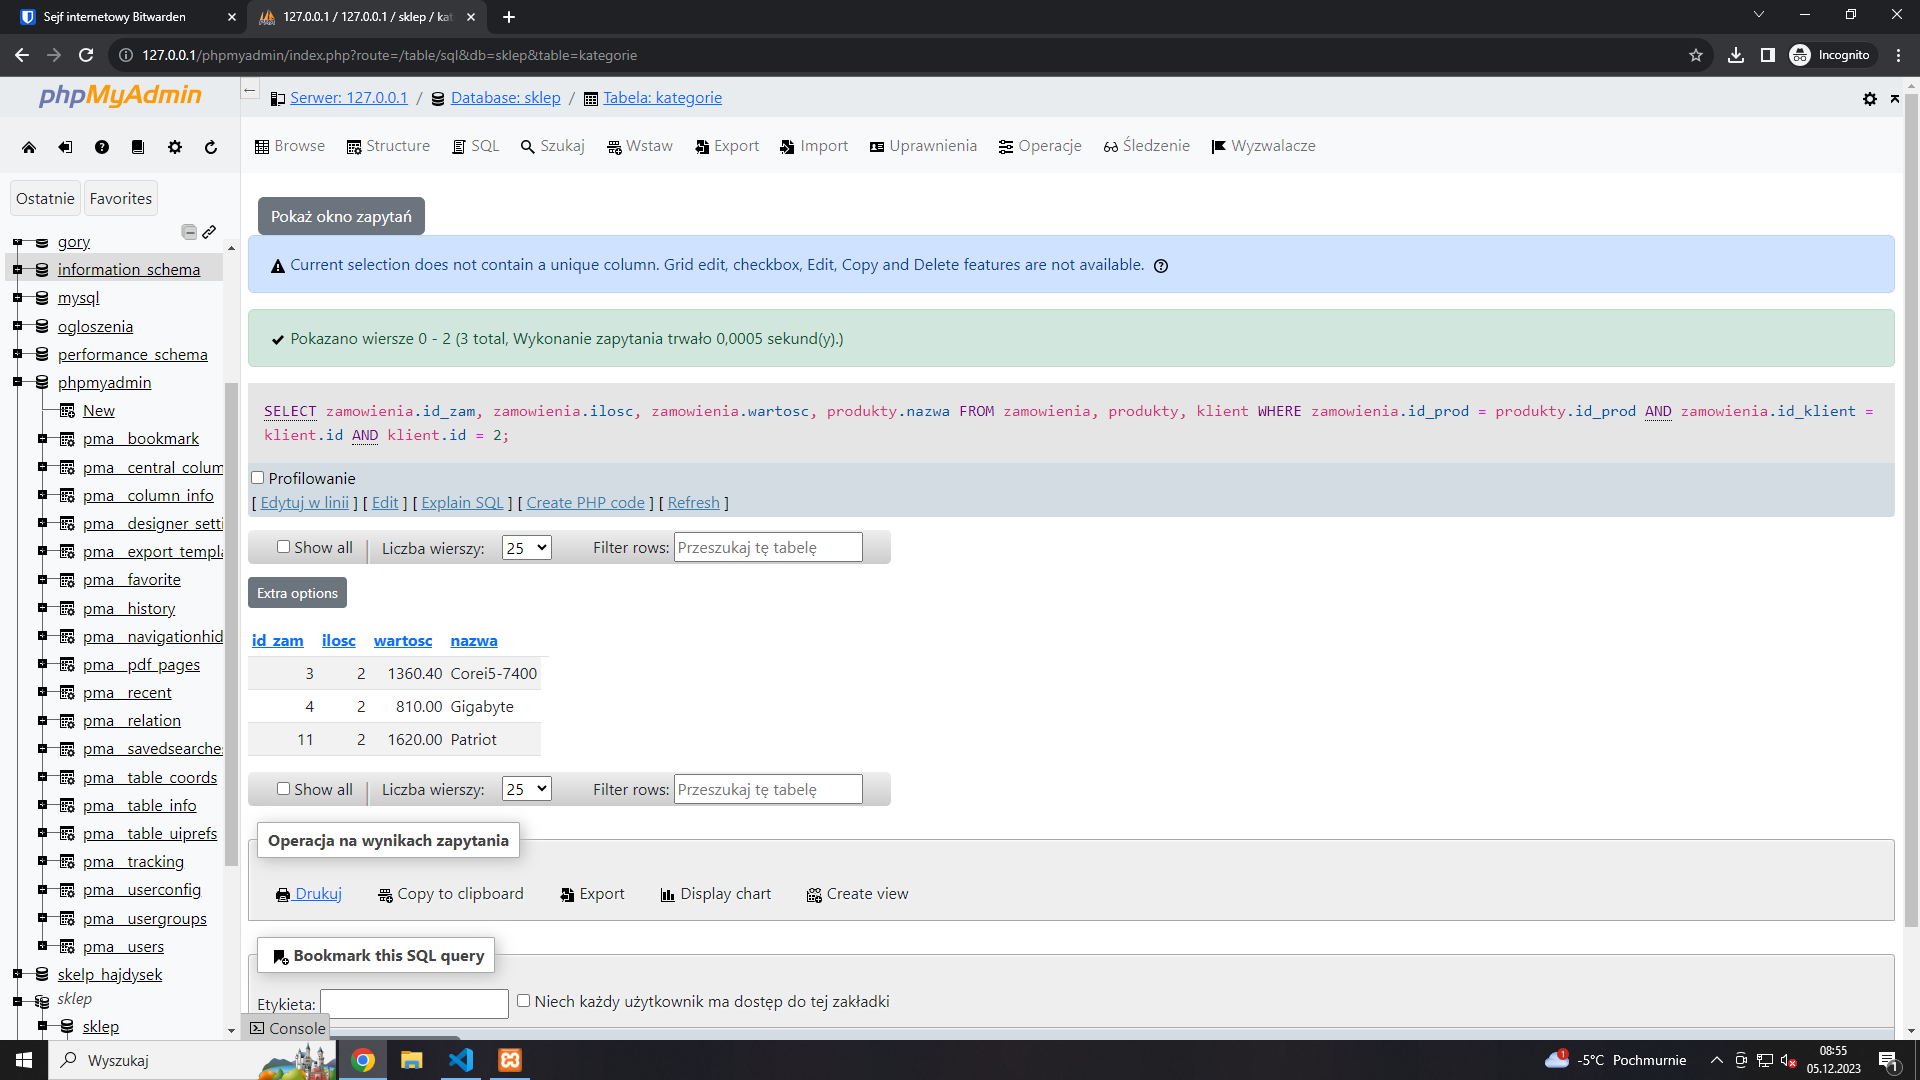 Sejf internetowy Bitwarden
127.0.0.1 / 127.0.0.1 / sklep / kat
127.0.0.1/phpmyadmin/index.php?route=/table/sql&db=sklep&table=kategorie
Incognito
phpMyAdmin
Ostatnie
Favorites
gory
information_schema
mysql
ogloszenia
performance_schema
phpmyadmin
New
pma__bookmark
pma__central_colum
pma__column_info
pma__designer_setti
pma__export_templa
pma__favorite
pma__history
pma__navigationhid
pma__pdf_pages
pma__recent
pma__relation
pma__savedsearche
pma__table_coords
pma__table_info
pma__table_uiprefs
pma__tracking
pma__userconfig
pma__usergroups
pma__users
skelp_hajdysek
sklep
sklep
Serwer: 127.0.0.1 / Database: sklep / Tabela: kategorie
Browse Structure SQL Szukaj Wstaw Export Import Uprawnienia Operacje Śledzenie Wyzwalacze
Pokaż okno zapytań
Current selection does not contain a unique column. Grid edit, checkbox, Edit, Copy and Delete features are not available.
Pokazano wiersze 0 - 2 (3 total, Wykonanie zapytania trwało 0,0005 sekund(y).)
SELECT zamowienia.id_zam, zamowienia.ilosc, zamowienia.wartosc, produkty.nazwa FROM zamowienia, produkty, klient WHERE zamowienia.id_prod = produkty.id_prod AND zamowienia.id_klient =
klient.id AND klient.id = 2;
Profilowanie
[ Edytuj w linii ] [ Edit ] [ Explain SQL ] [ Create PHP code ] [ Refresh ]
Show all Liczba wierszy: 25 Filter rows: Przeszukaj tę tabelę
Extra options
id_zam ilosc wartosc nazwa
3 2 1360.40 Corei5-7400
4 2 810.00 Gigabyte
11 2 1620.00 Patriot
Show all Liczba wierszy: 25 Filter rows: Przeszukaj tę tabelę
Operacja na wynikach zapytania
Drukuj Copy to clipboard Export Display chart Create view
Bookmark this SQL query
Etykieta: Niech każdy użytkownik ma dostęp do tej zakładki
Console
Wyszukaj
1
-5°C Pochmurnie
08:55
05.12.2023
1